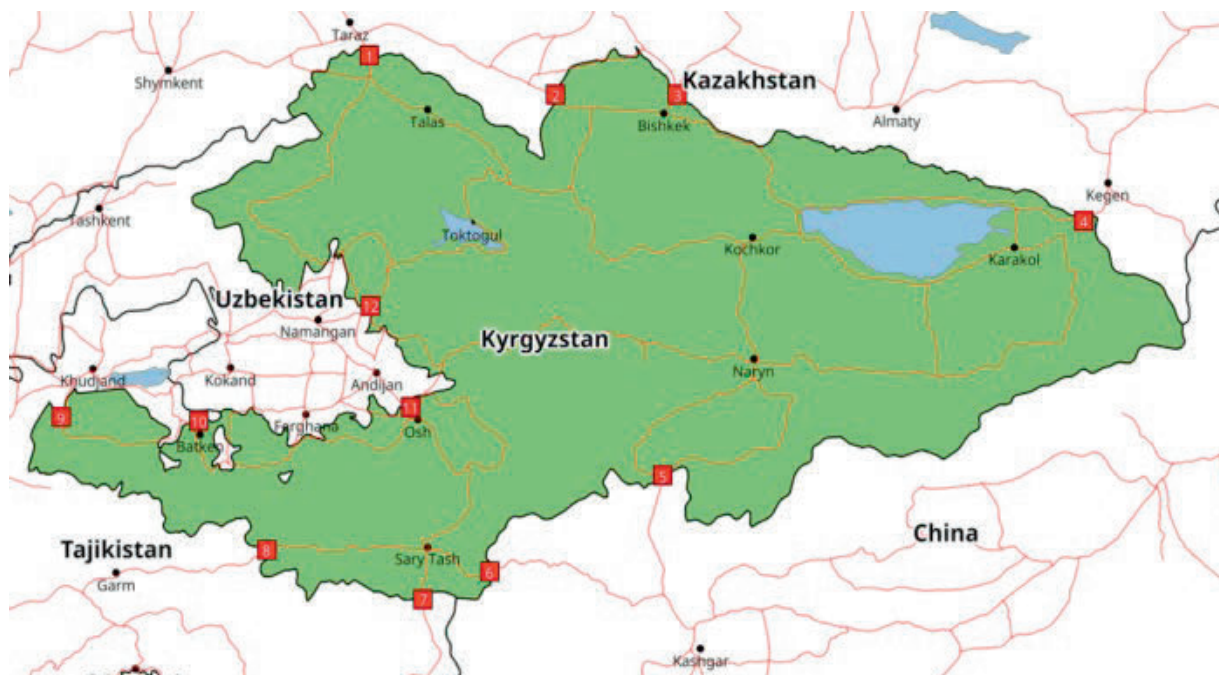 Taraz
1
Shymkent
Kazakhstan
2
3
Talas
Bishkek
Almaty
Kegen
Tashkent
4
Toktogul
Kochkor
Karakol
Uzbekistan
12
Namangan
Kyrgyzstan
Naryn
Khudjand
Kokand
Andijan
9
10
11
Ferghana
Osh
Batken
5
China
Tajikistan
8
Sary Tash
6
Garm
7
Kashgar